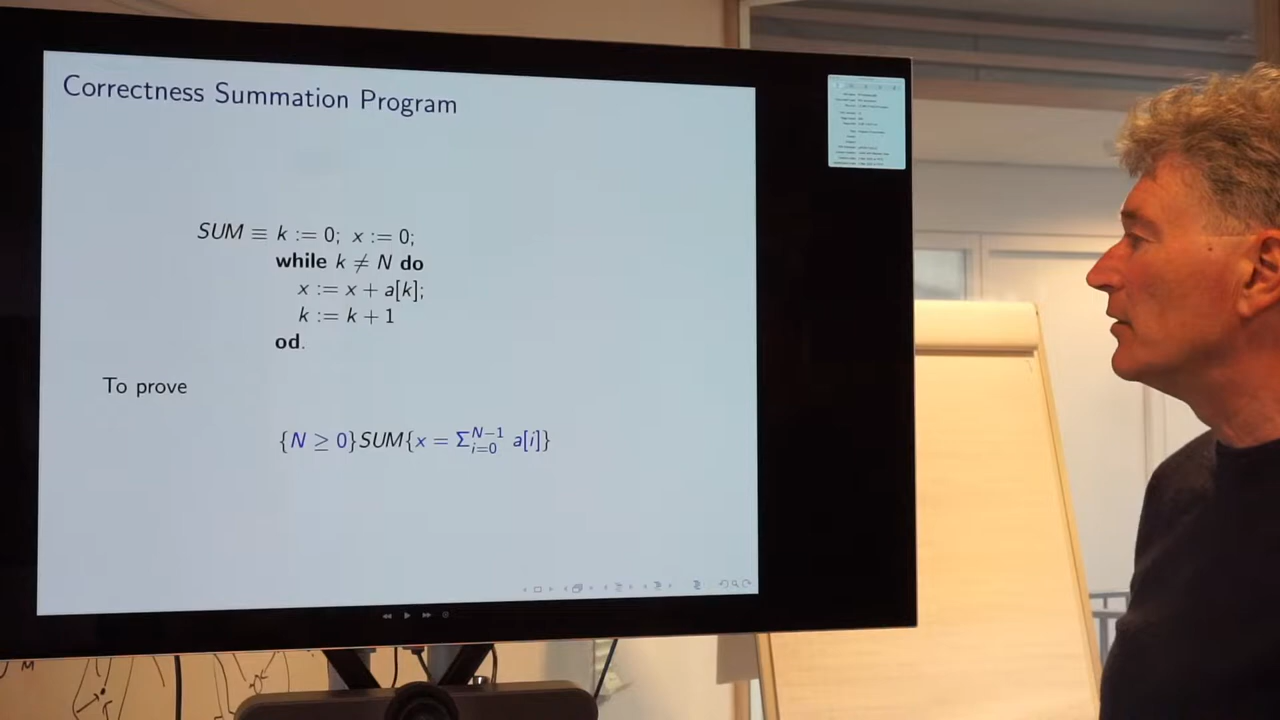 Correctness Summation Program
SUM ≡ k := 0; x := 0;
while k ≠ N do
x := x + a[k];
k := k + 1
od.
To prove
{N ≥ 0}SUM{x = Σ_{i=0}^{N−1} a[i]}